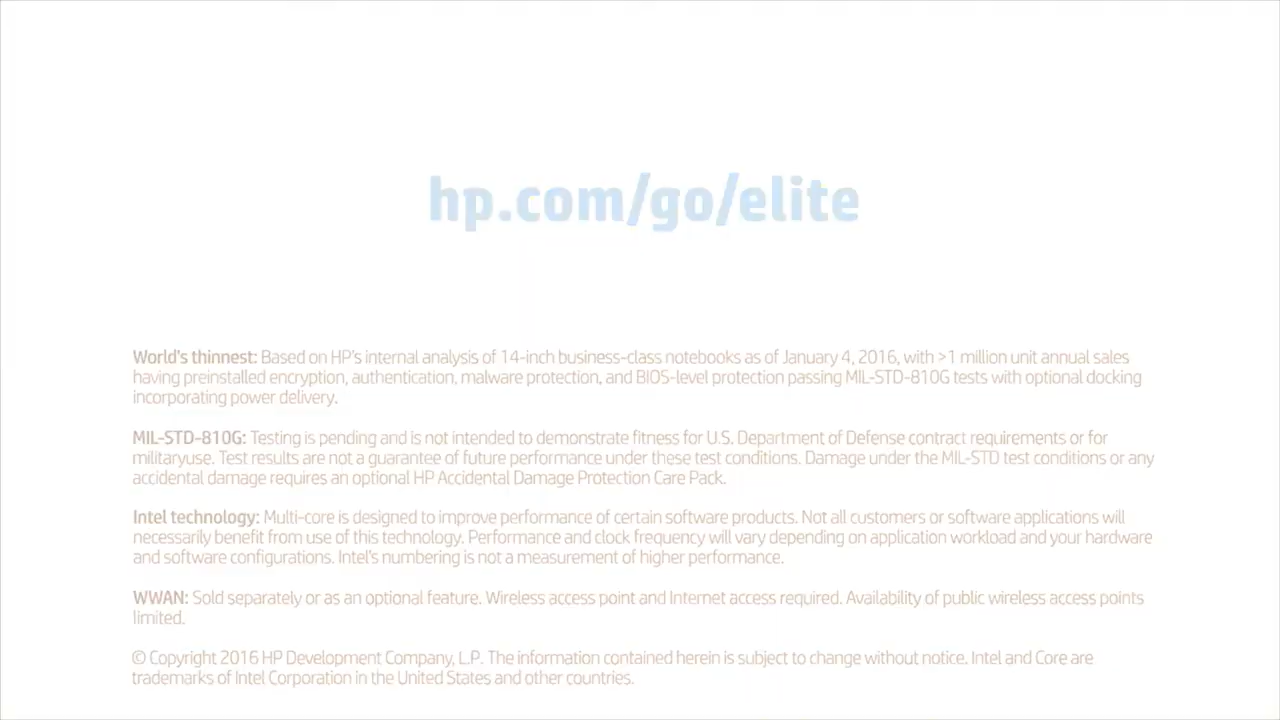 hp.com/go/elite
World's thinnest: Based on HP's internal analysis of 14-inch business-class notebooks as of January 4, 2016, with >1 million unit annual sales
having preinstalled encryption, authentication, malware protection, and BIOS-level protection passing MIL-STD-810G tests with optional docking
incorporating power delivery.
MIL-STD-810G: Testing is pending and is not intended to demonstrate fitness for U.S. Department of Defense contract requirements or for
militaryuse. Test results are not a guarantee of future performance under these test conditions. Damage under the MIL-STD test conditions or any
accidental damage requires an optional HP Accidental Damage Protection Care Pack.
Intel technology: Multi-core is designed to improve performance of certain software products. Not all customers or software applications will
necessarily benefit from use of this technology. Performance and clock frequency will vary depending on application workload and your hardware
and software configurations. Intel's numbering is not a measurement of higher performance.
WWAN: Sold separately or as an optional feature. Wireless access point and Internet access required. Availability of public wireless access points
limited.
© Copyright 2016 HP Development Company, L.P. The information contained herein is subject to change without notice. Intel and Core are
trademarks of Intel Corporation in the United States and other countries.